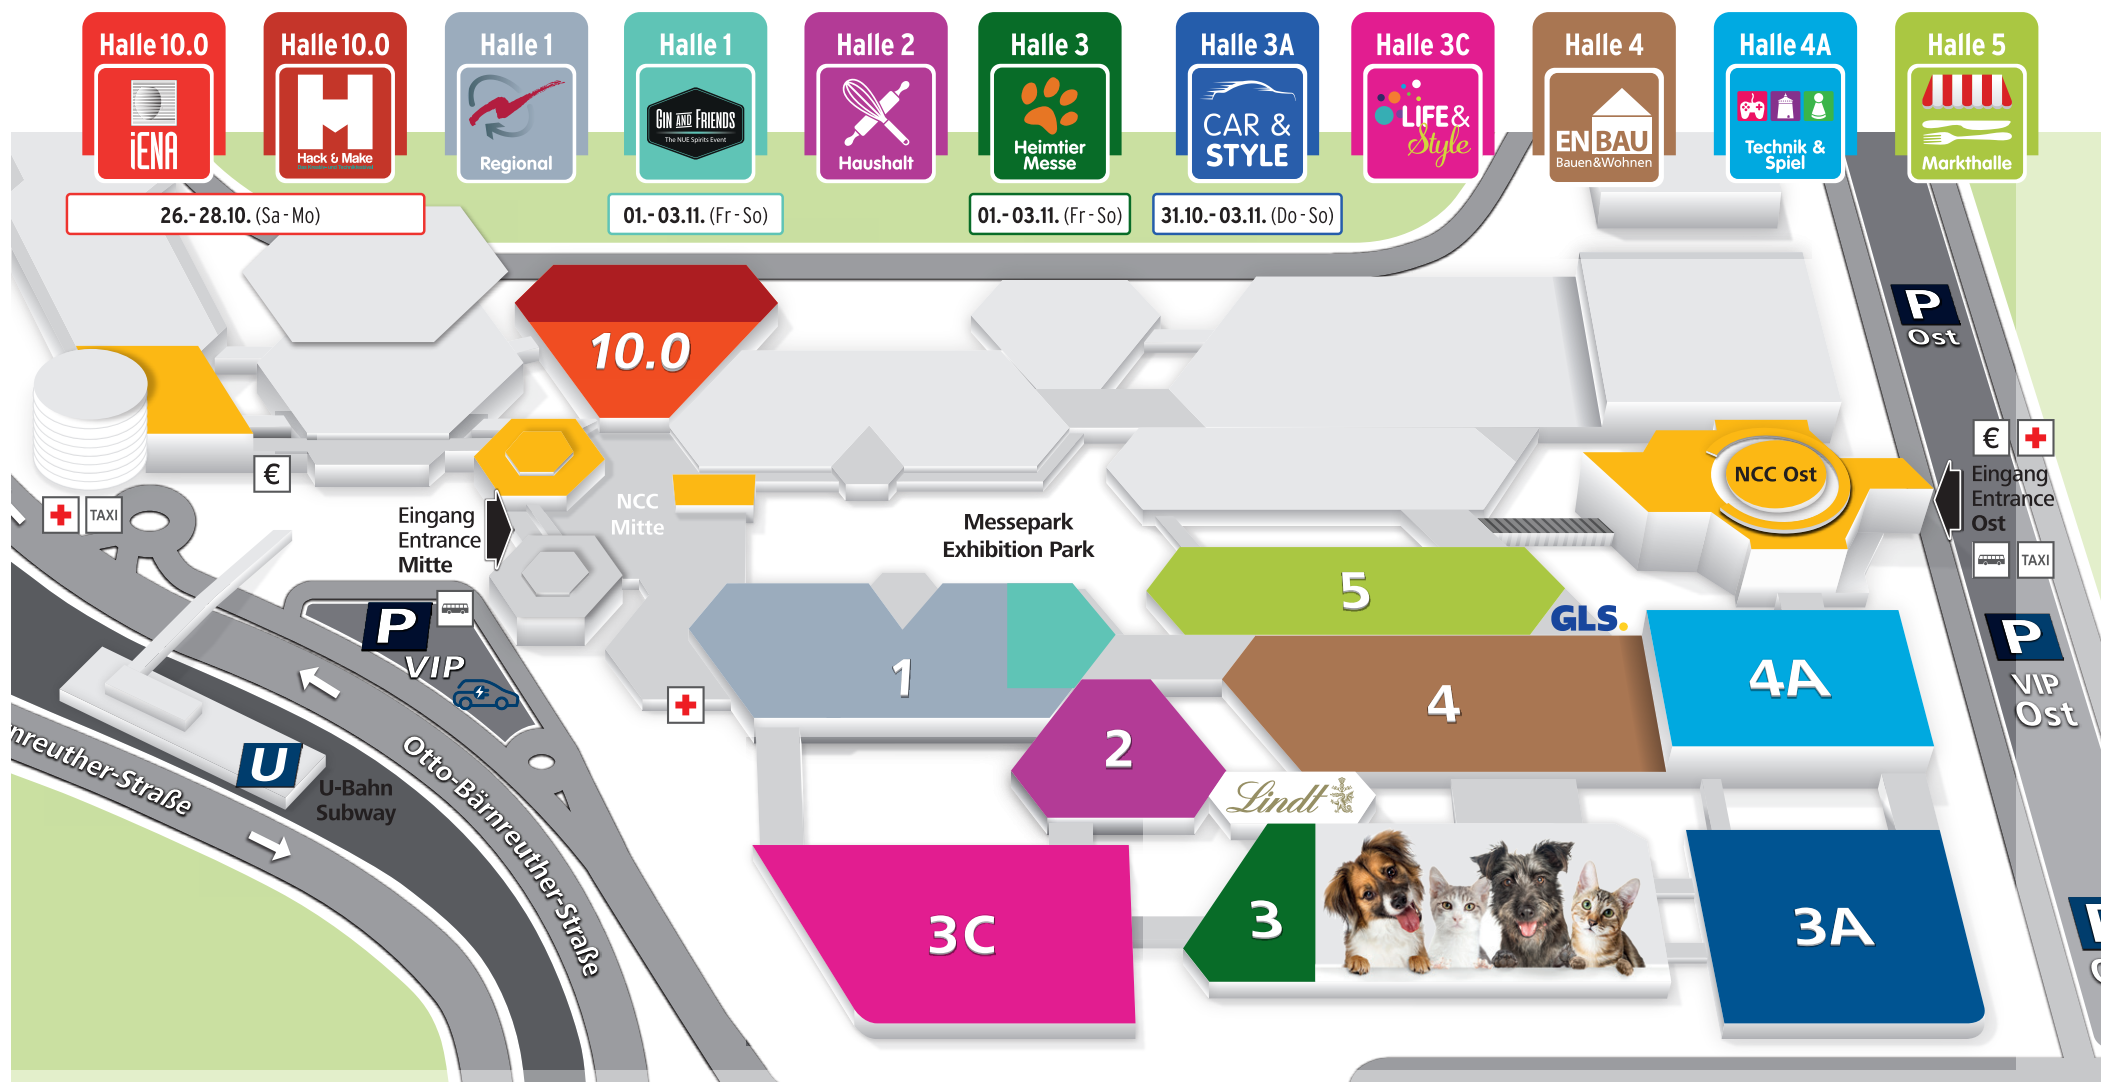 Halle 10.0
iENA
Halle 10.0
Hack & Make
Halle 1
Regional
Halle 1
GIN AND FRIENDS
The NUE Spirits Event
Halle 2
Haushalt
Halle 3
Heimtier
Messe
Halle 3A
CAR &
STYLE
Halle 3C
LIFE &
Style
Halle 4
ENBAU
Bauen&Wohnen
Halle 4A
Technik &
Spiel
Halle 5
Markthalle
26.-28.10. (Sa-Mo)
01.-03.11. (Fr-So)
01.-03.11. (Fr-So)
31.10.-03.11. (Do-So)
10.0
P
Ost
€
NCC Ost
€
Eingang
Entrance
Ost
TAXI
TAXI
Eingang
Entrance
Mitte
NCC
Mitte
Messepark
Exhibition Park
5
GLS.
P
VIP
1
4A
4
P
VIP
Ost
2
U
U-Bahn
Subway
nreuther-Straße
Otto-Bärnreuther-Straße
Lindt
3C
3
3A